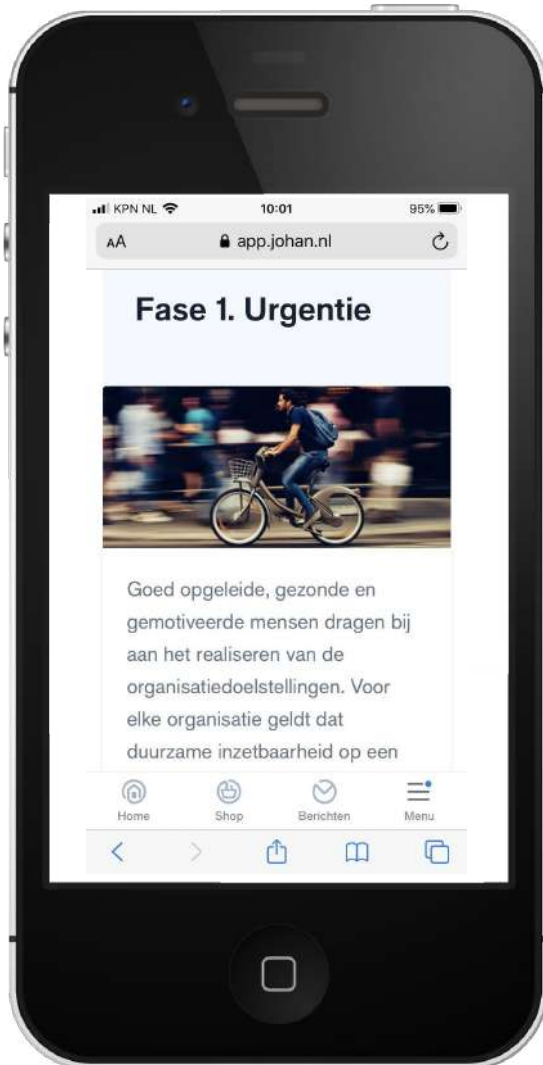 KPN NL 10:01 95%
AA app.johan.nl
Fase 1. Urgentie
Goed opgeleide, gezonde en
gemotiveerde mensen dragen bij
aan het realiseren van de
organisatiedoelstellingen. Voor
elke organisatie geldt dat
duurzame inzetbaarheid op een
Home Shop Berichten Menu